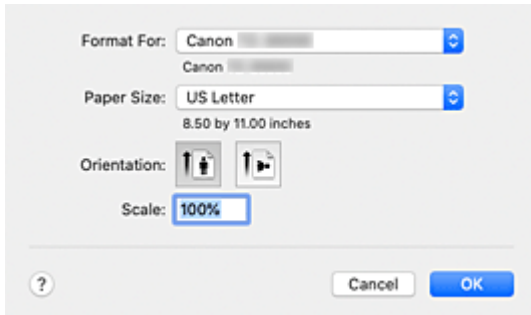 Format For: Canon
Canon
Paper Size: US Letter
8.50 by 11.00 inches
Orientation:
Scale: 100%
? Cancel OK